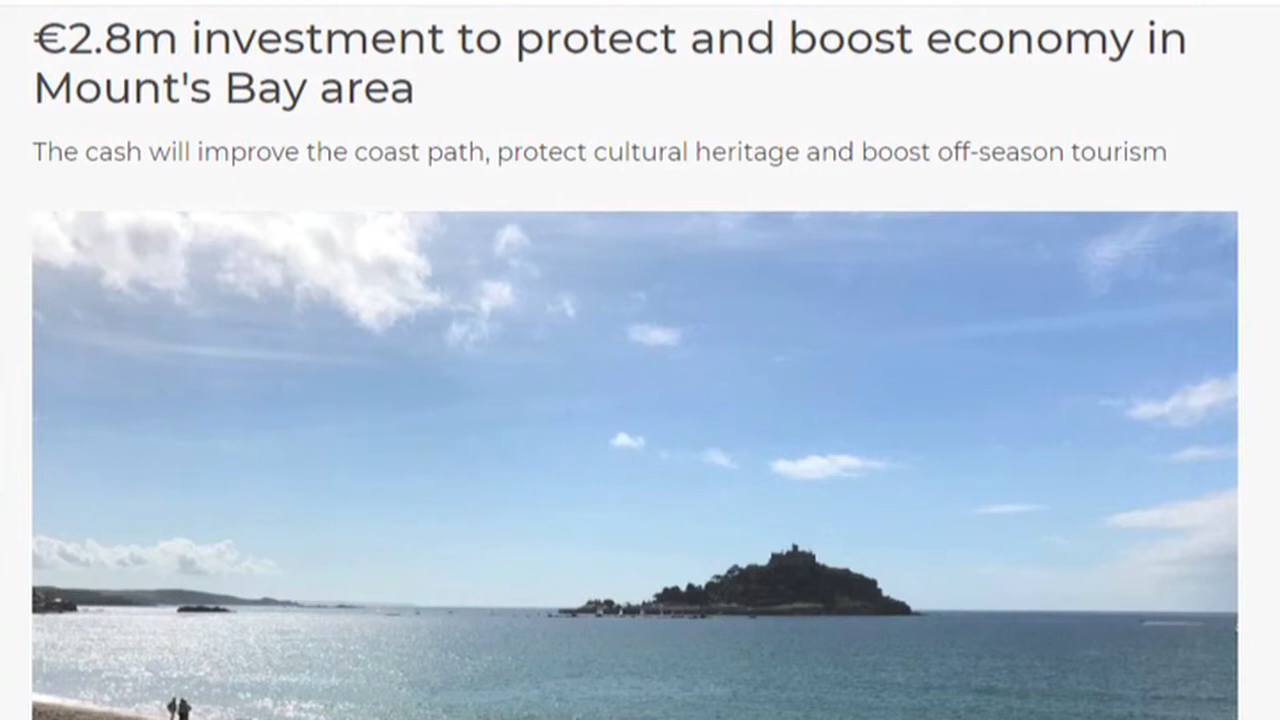 €2.8m investment to protect and boost economy in
Mount's Bay area
The cash will improve the coast path, protect cultural heritage and boost off-season tourism